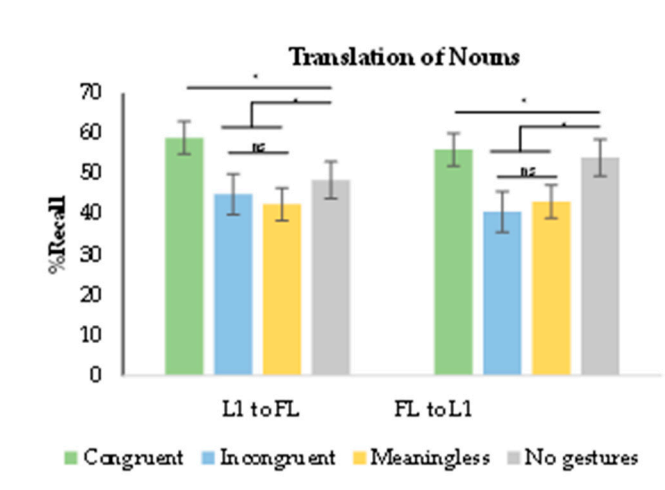 Translation of Nouns
70
60
50
40
30
20
10
0
%Recall
*
*
ns
*
*
ns
L1 to FL
FL to L1
Congruent Incongruent Meaningless No gestures